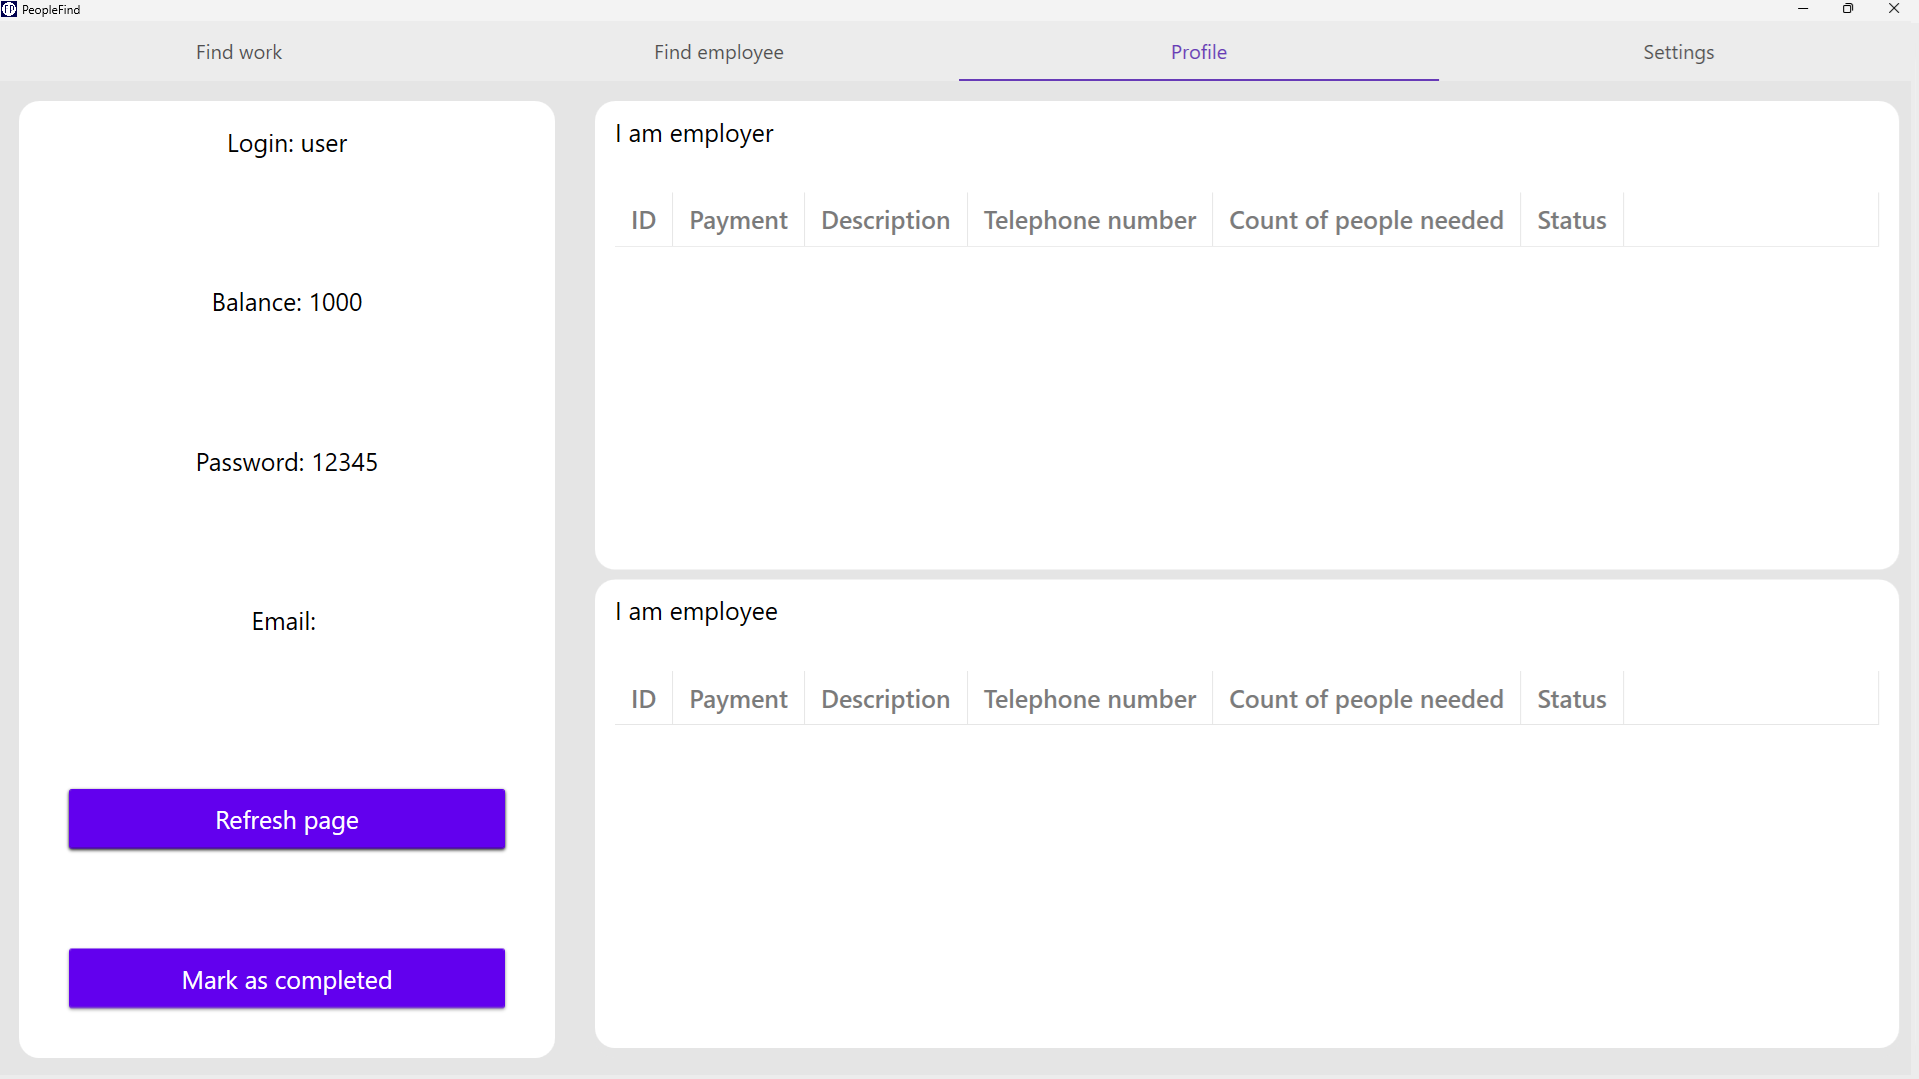 PeopleFind
Find work Find employee Profile Settings
Login: user
Balance: 1000
Password: 12345
Email:
Refresh page
Mark as completed
I am employer
ID Payment Description Telephone number Count of people needed Status
I am employee
ID Payment Description Telephone number Count of people needed Status